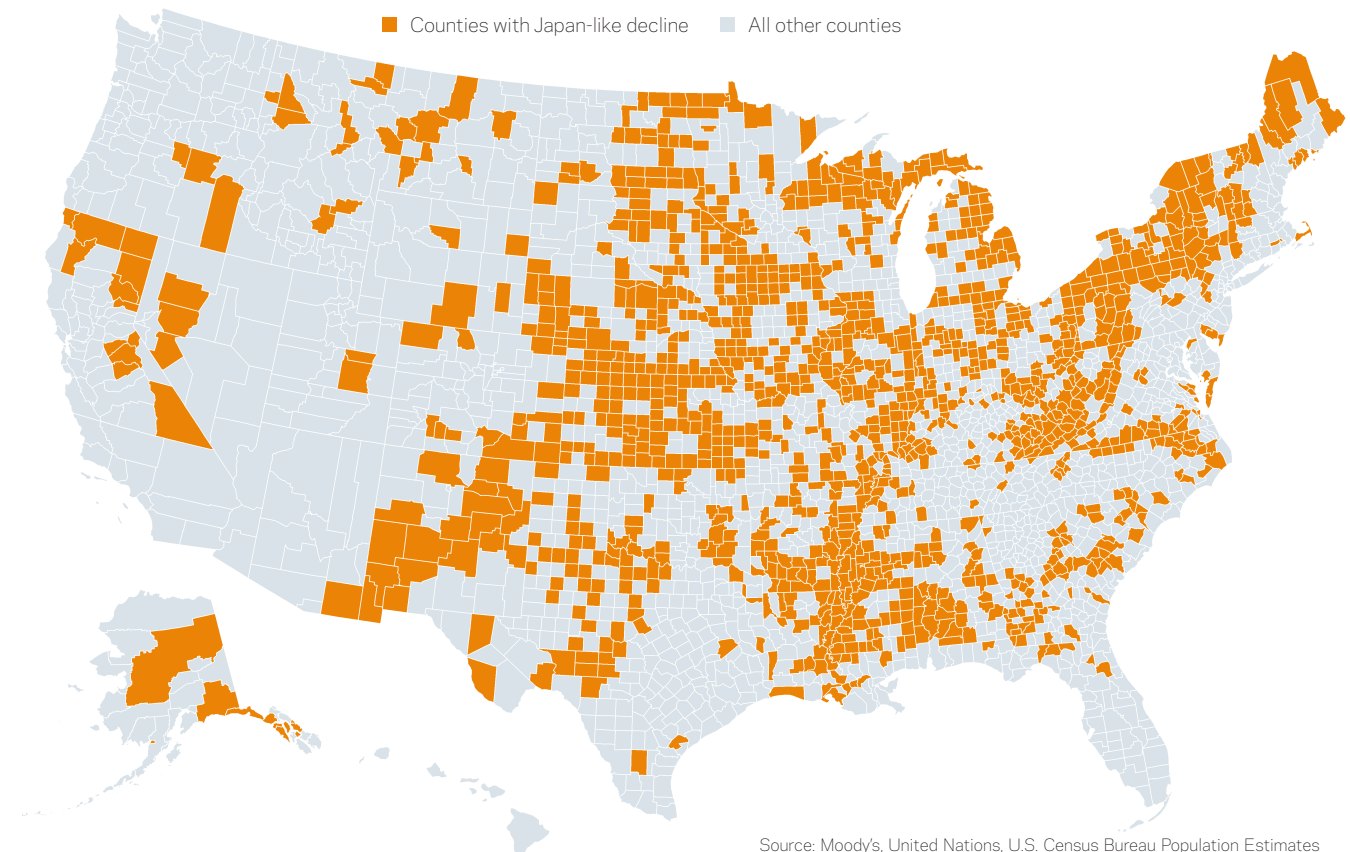 Counties with Japan-like decline All other counties
Source: Moody's, United Nations, U.S. Census Bureau Population Estimates